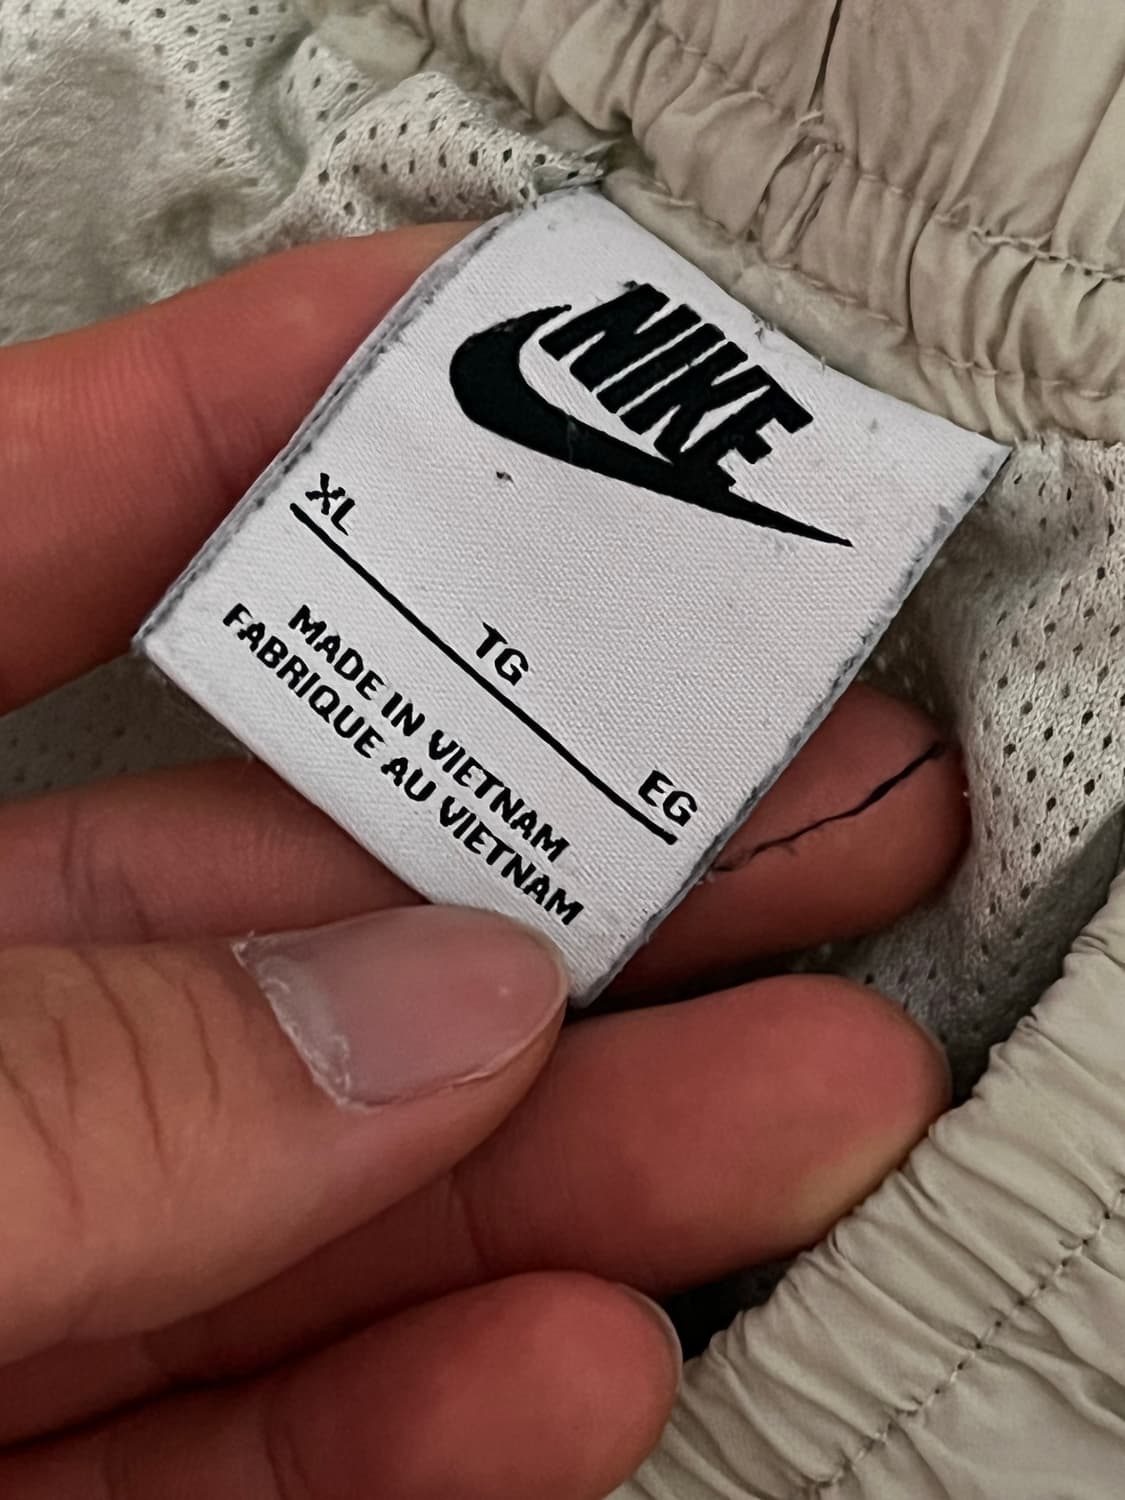 NIKE
XL TG EG
MADE IN VIETNAM
FABRIQUE AU VIETNAM